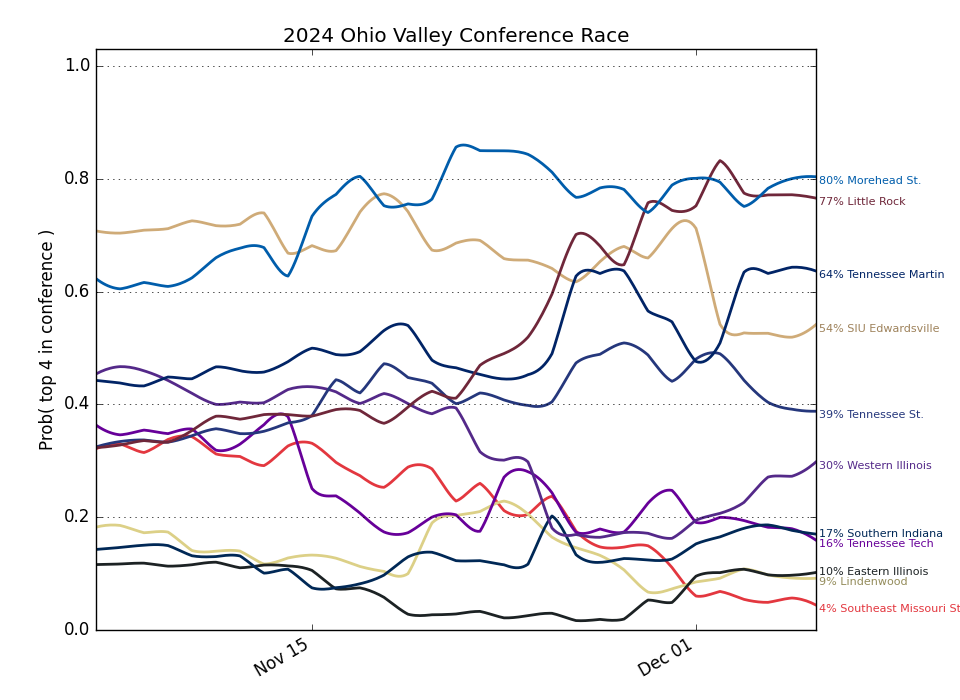 2024 Ohio Valley Conference Race
Prob( top 4 in conference )
1.0
0.8
0.6
0.4
0.2
0.0
Nov 15
Dec 01
80% Morehead St.
77% Little Rock
64% Tennessee Martin
54% SIU Edwardsville
39% Tennessee St.
30% Western Illinois
17% Southern Indiana
16% Tennessee Tech
10% Eastern Illinois
9% Lindenwood
4% Southeast Missouri St